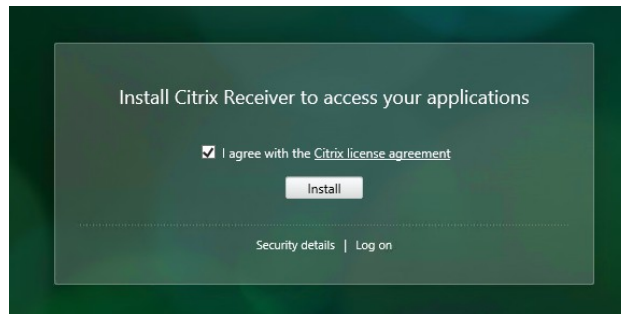 Install Citrix Receiver to access your applications
I agree with the Citrix license agreement
Install
Security details | Log on